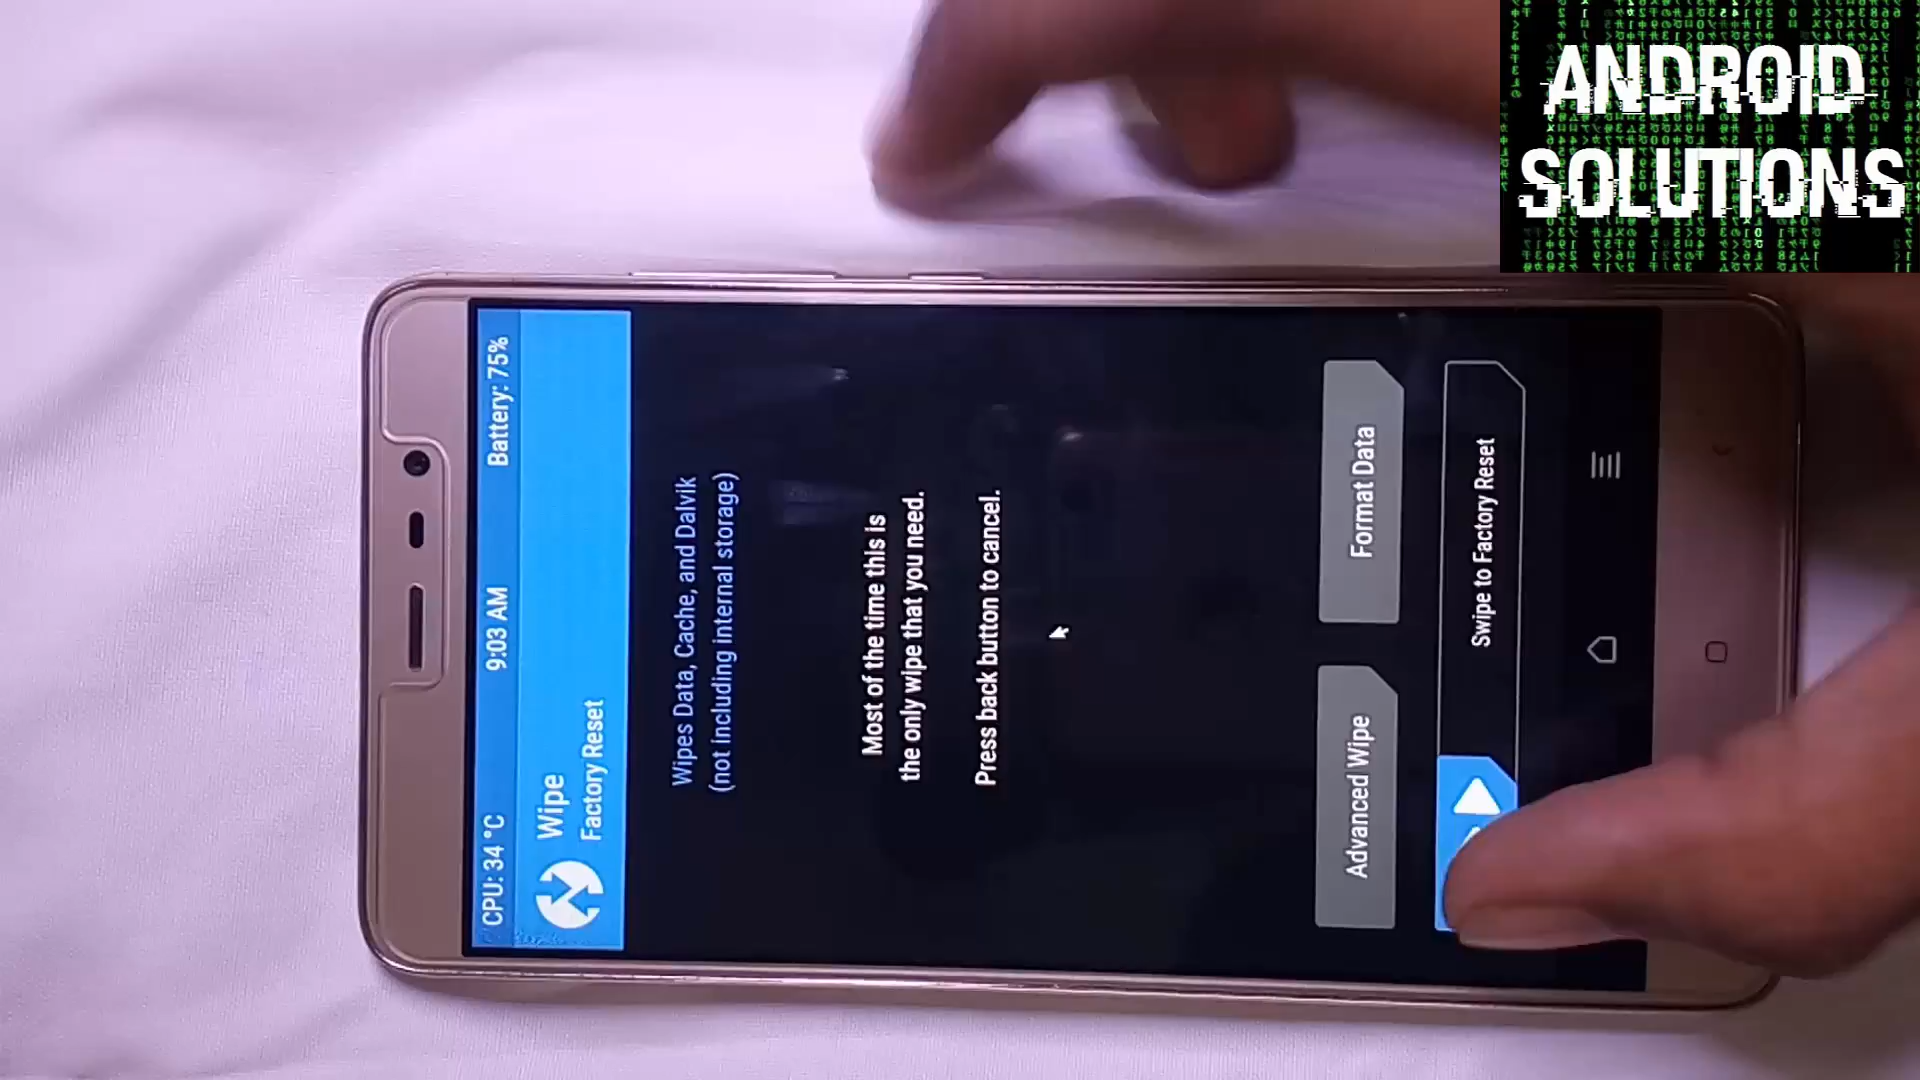 ANDROID
SOLUTIONS
CPU: 34 °C
9:03 AM
Battery: 75%
Wipe
Factory Reset
Wipes Data, Cache, and Dalvik
(not including internal storage)
Most of the time this is
the only wipe that you need.
Press back button to cancel.
Advanced Wipe
Format Data
Swipe to Factory Reset